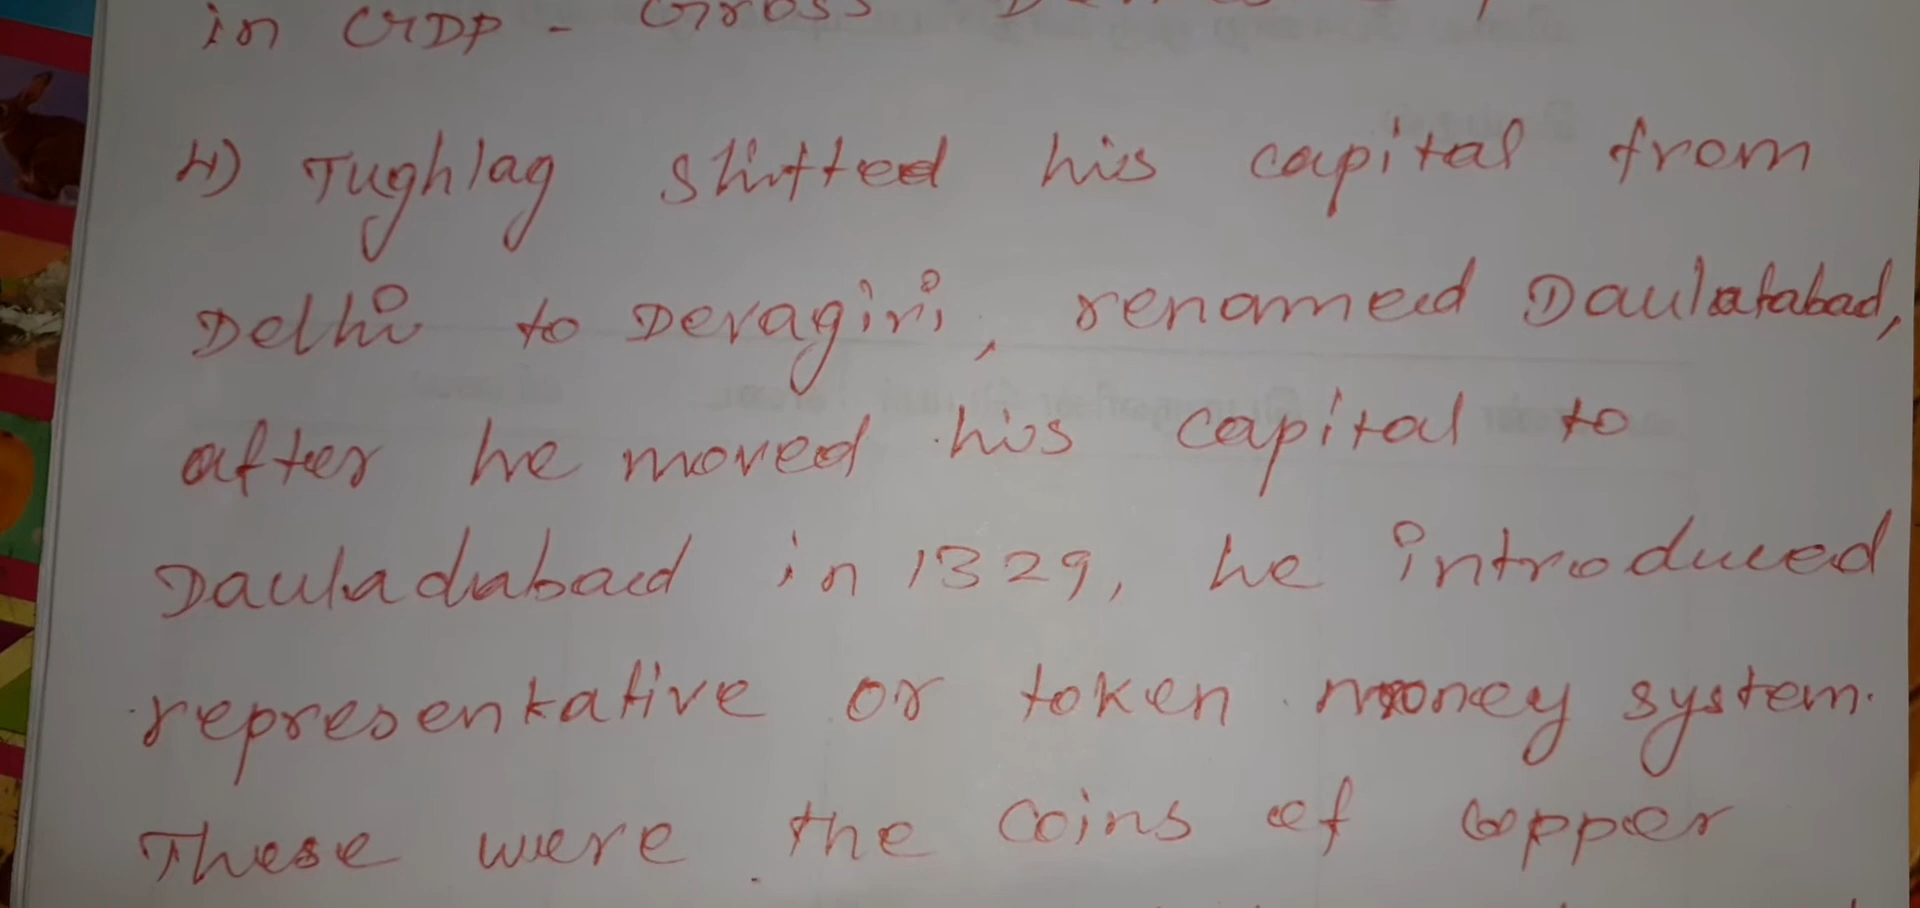 in GDP - Gross
4) Tughlag shifted his capital from
Delhi to Devagiri, renamed Daulatabad,
after he moved his capital to
Dauladabad in 1329, he introduced
representative or token money system.
These were the coins of copper